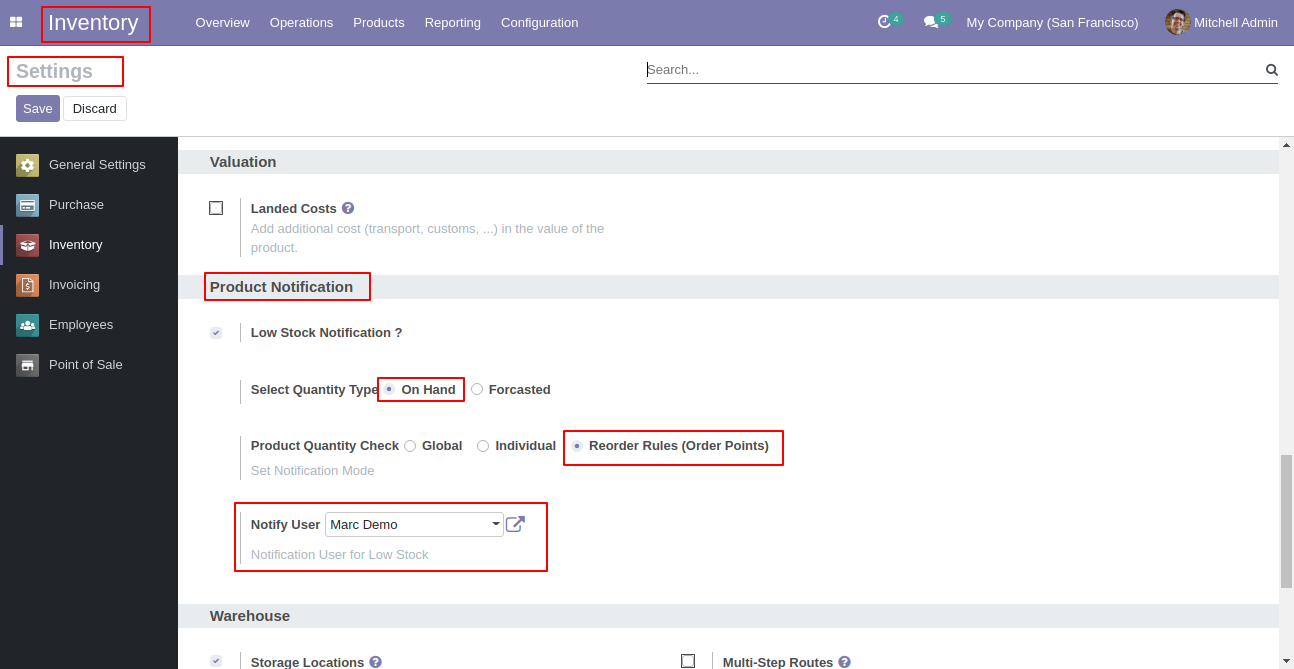 Inventory Overview Operations Products Reporting Configuration 4 5 My Company (San Francisco) Mitchell Admin
Settings
Search...
Save Discard
General Settings
Purchase
Inventory
Invoicing
Employees
Point of Sale
Valuation
Landed Costs ?
Add additional cost (transport, customs, ...) in the value of the
product.
Product Notification
Low Stock Notification ?
Select Quantity Type On Hand Forcasted
Product Quantity Check Global Individual Reorder Rules (Order Points)
Set Notification Mode
Notify User Marc Demo
Notification User for Low Stock
Warehouse
Storage Locations ? Multi-Step Routes ?